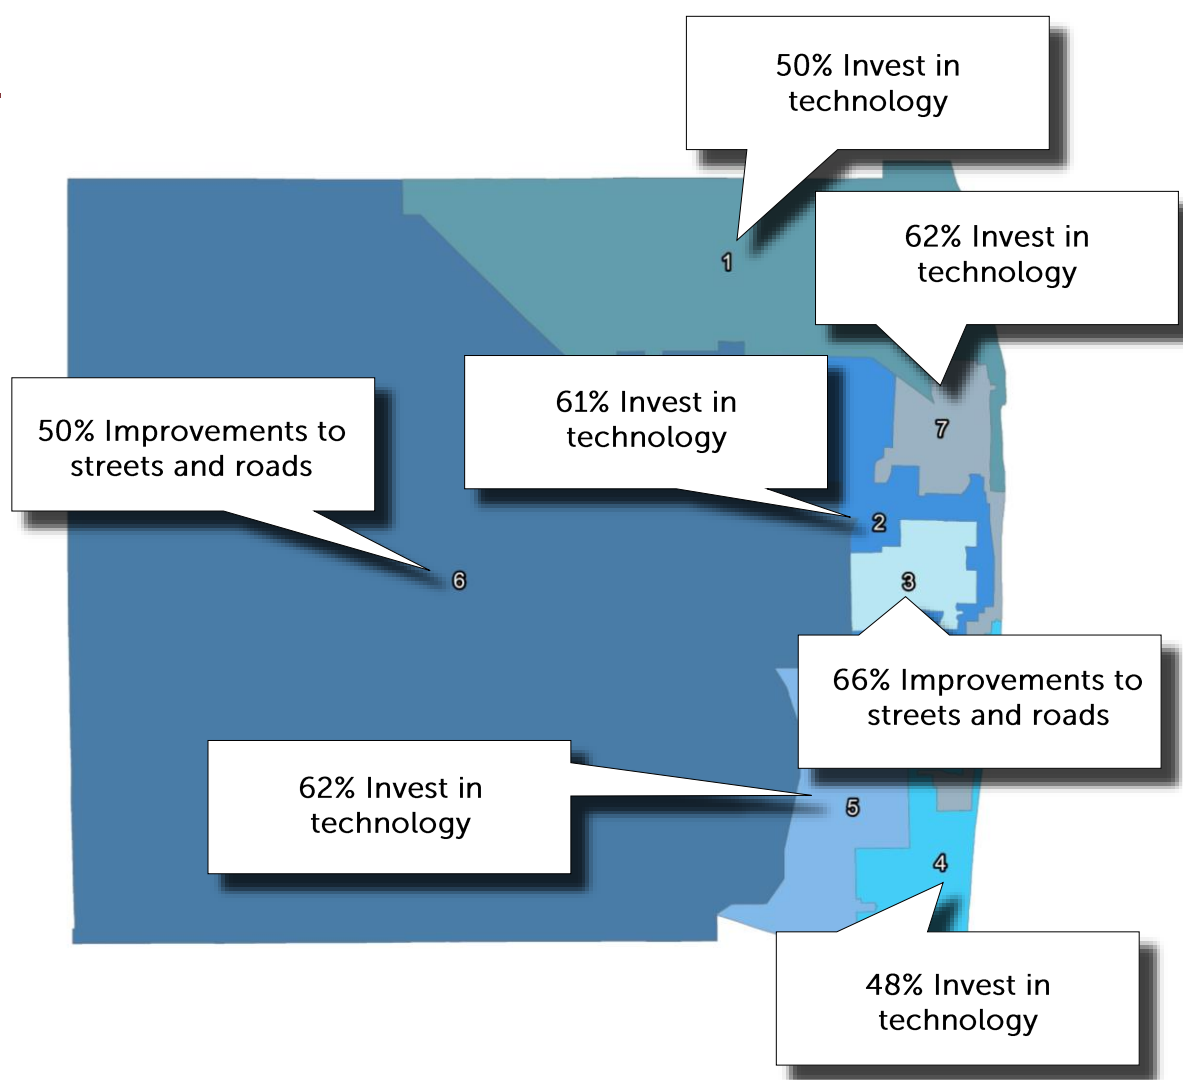 50% Invest in
technology
1
62% Invest in
technology
7
61% Invest in
technology
2
50% Improvements to
streets and roads
6
3
66% Improvements to
streets and roads
62% Invest in
technology
5
4
48% Invest in
technology